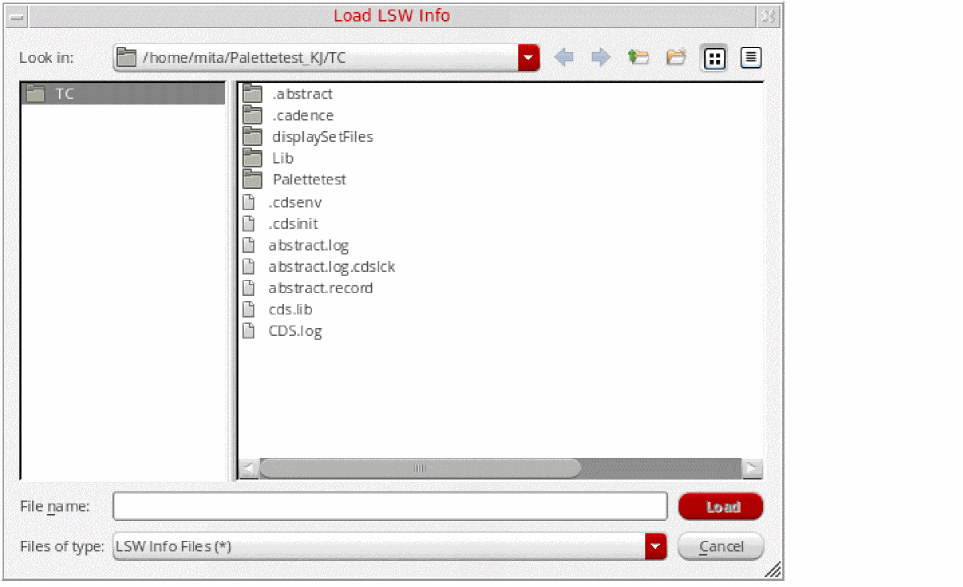 Load LSW Info
Look in: /home/mita/Palettetest_KJ/TC
TC
.abstract
.cadence
displaySetFiles
Lib
Palettetest
.cdsenv
.cdsinit
abstract.log
abstract.log.cdslck
abstract.record
cds.lib
CDS.log
File name: Load
Files of type: LSW Info Files (*) Cancel